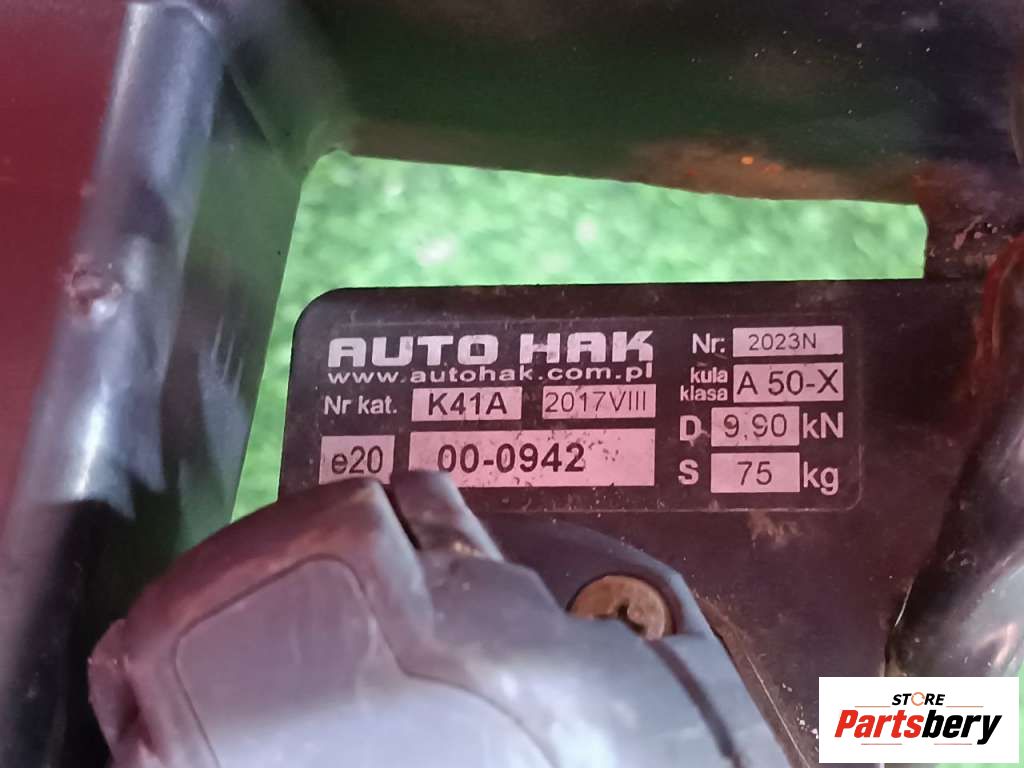 AUTO HAK
www.autohak.com.pl
Nr kat. K41A 2017VIII
e20 00-0942
Nr: 2023N
kula klasa A 50-X
D 9,90 kN
S 75 kg
STORE
Partsbery